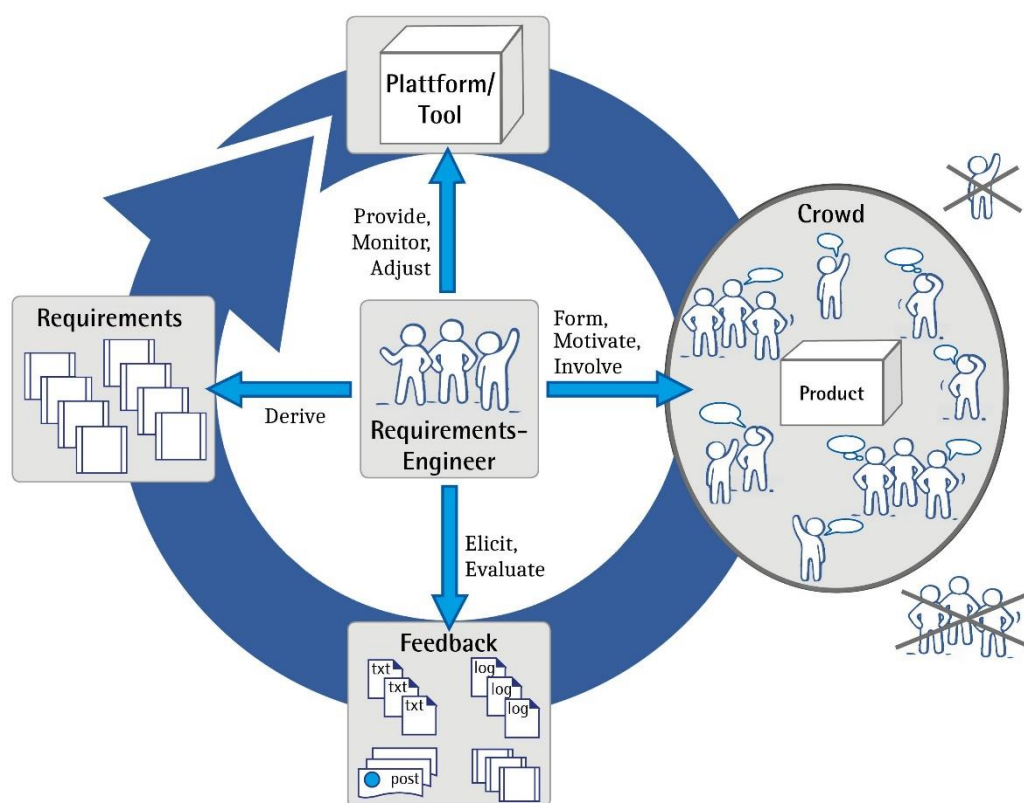 Plattform/
Tool
Provide,
Monitor,
Adjust
Crowd
Product
Requirements
Form,
Motivate,
Involve
Derive
Requirements-
Engineer
Elicit,
Evaluate
Feedback
txt
txt
txt
log
log
log
post